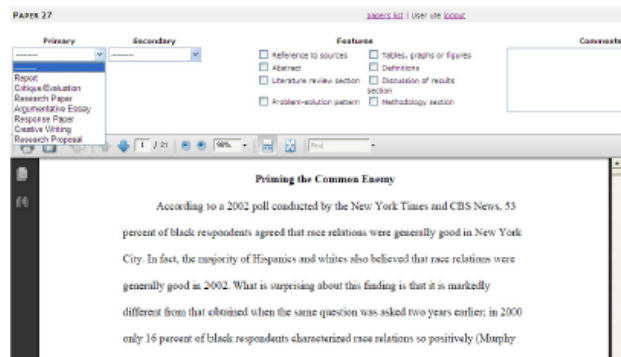 PAPER 27
papers list | User ute logout
Primary Secondary Features Comments
Reference to sources Tables, graphs or figures
Abstract Definitions
Literature review section Discussion of results section
Problem-solution pattern Methodology section
Report
Critique/Evaluation
Research Paper
Argumentative Essay
Response Paper
Creative Writing
Research Proposal
1 / 21 98% Find
Priming the Common Enemy
According to a 2002 poll conducted by the New York Times and CBS News, 53
percent of black respondents agreed that race relations were generally good in New York
City. In fact, the majority of Hispanics and whites also believed that race relations were
generally good in 2002. What is surprising about this finding is that it is markedly
different from that obtained when the same question was asked two years earlier; in 2000
only 16 percent of black respondents characterized race relations so positively (Murphy